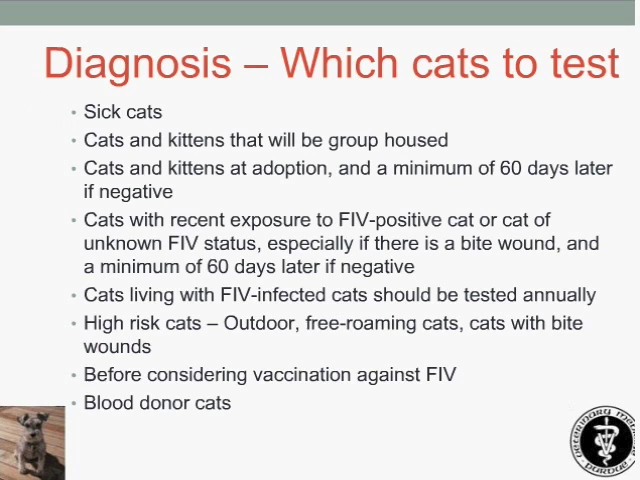 Diagnosis – Which cats to test
• Sick cats
• Cats and kittens that will be group housed
• Cats and kittens at adoption, and a minimum of 60 days later
if negative
• Cats with recent exposure to FIV-positive cat or cat of
unknown FIV status, especially if there is a bite wound, and
a minimum of 60 days later if negative
• Cats living with FIV-infected cats should be tested annually
• High risk cats – Outdoor, free-roaming cats, cats with bite
wounds
• Before considering vaccination against FIV
• Blood donor cats
VETERINARY
PURDUE